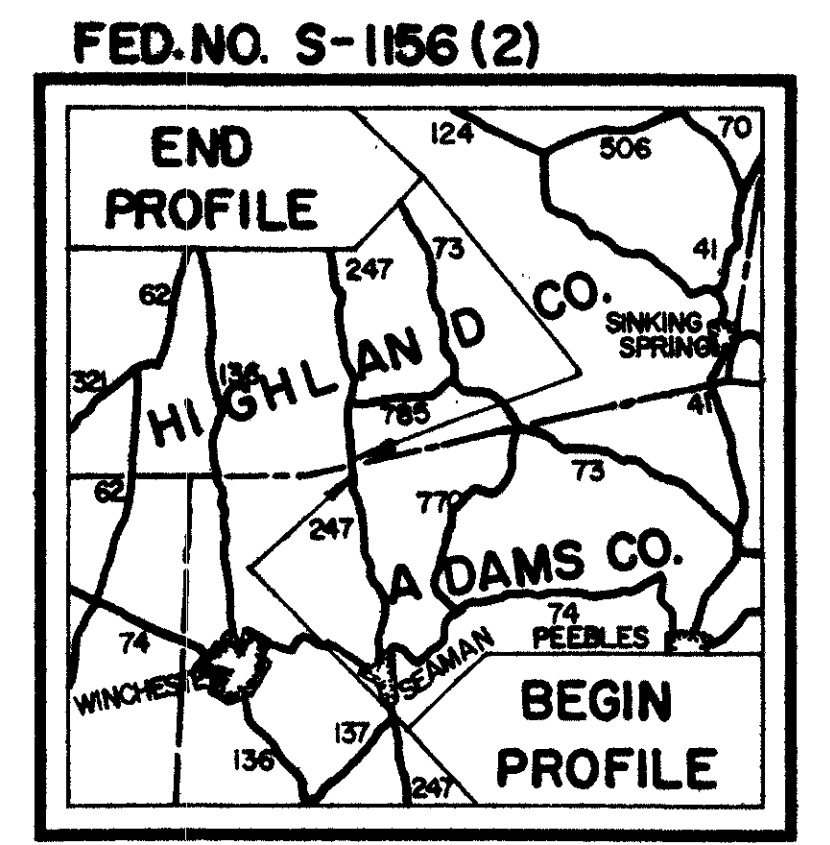 FED. NO. S-1156 (2)
END
PROFILE
124
506
70
73
247
41
62
CO.
SINKING
SPRING
321
136
HIGHLAND
785
41
62
73
247
770
ADAMS CO.
74
74
PEEBLES
SEAMAN
WINCHESTE
BEGIN
PROFILE
137
136
247